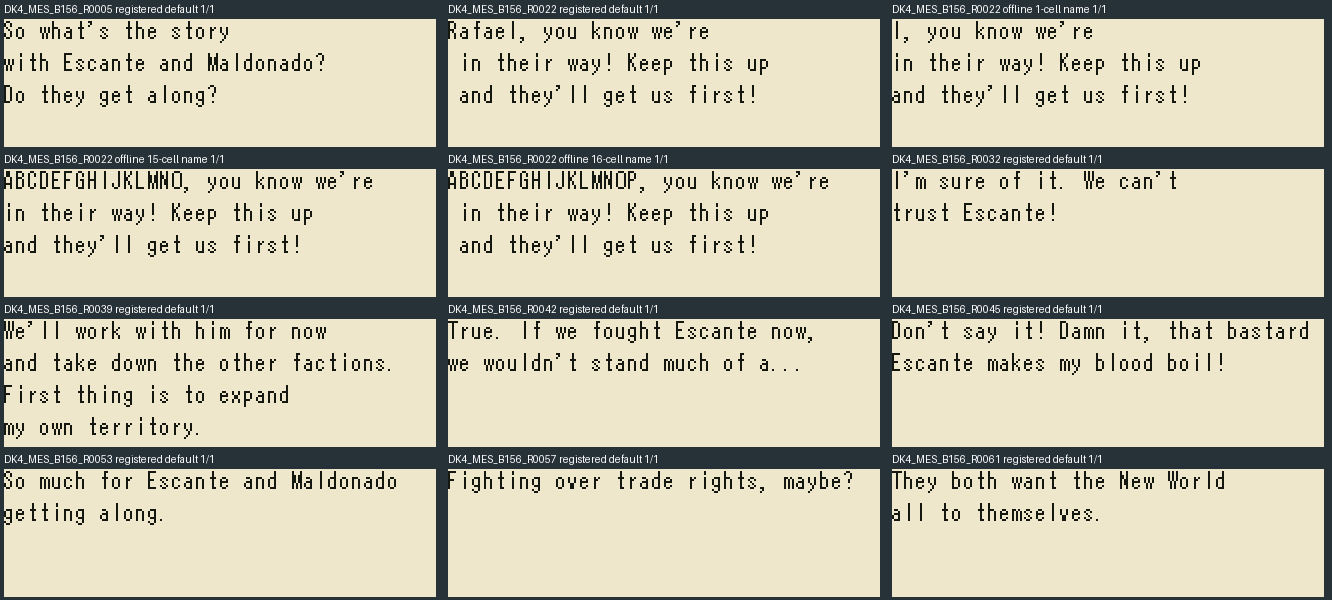 DK4_MES_B156_R0005 registered default 1/1
So what's the story
with Escante and Maldonado?
Do they get along?
DK4_MES_B156_R0022 registered default 1/1
Rafael, you know we're
in their way! Keep this up
and they'll get us first!
DK4_MES_B156_R0022 offline 1-cell name 1/1
I, you know we're
in their way! Keep this up
and they'll get us first!
DK4_MES_B156_R0022 offline 15-cell name 1/1
ABCDEFGHIJKLMNO, you know we're
in their way! Keep this up
and they'll get us first!
DK4_MES_B156_R0022 offline 16-cell name 1/1
ABCDEFGHIJKLMNOP, you know we're
in their way! Keep this up
and they'll get us first!
DK4_MES_B156_R0032 registered default 1/1
I'm sure of it. We can't
trust Escante!
DK4_MES_B156_R0039 registered default 1/1
We'll work with him for now
and take down the other factions.
First thing is to expand
my own territory.
DK4_MES_B156_R0042 registered default 1/1
True. If we fought Escante now,
we wouldn't stand much of a...
DK4_MES_B156_R0045 registered default 1/1
Don't say it! Damn it, that bastard
Escante makes my blood boil!
DK4_MES_B156_R0053 registered default 1/1
So much for Escante and Maldonado
getting along.
DK4_MES_B156_R0057 registered default 1/1
Fighting over trade rights, maybe?
DK4_MES_B156_R0061 registered default 1/1
They both want the New World
all to themselves.